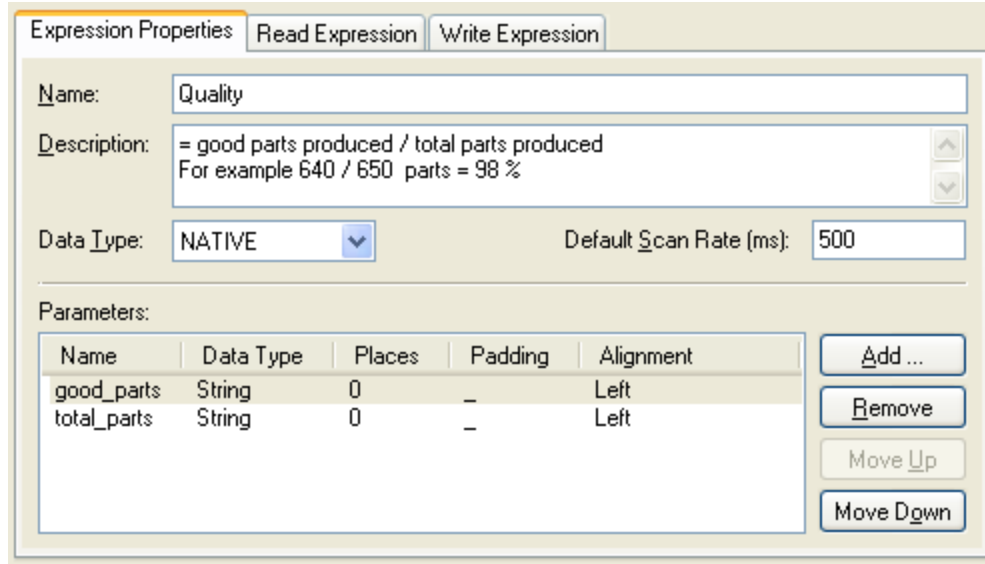 Expression Properties Read Expression Write Expression
Name: Quality
Description: = good parts produced / total parts produced
For example 640 / 650  parts = 98 %
Data Type: NATIVE Default Scan Rate (ms): 500
Parameters:
Name Data Type Places Padding Alignment Add ...
good_parts String 0 _ Left
Remove
total_parts String 0 _ Left
Move Up
Move Down